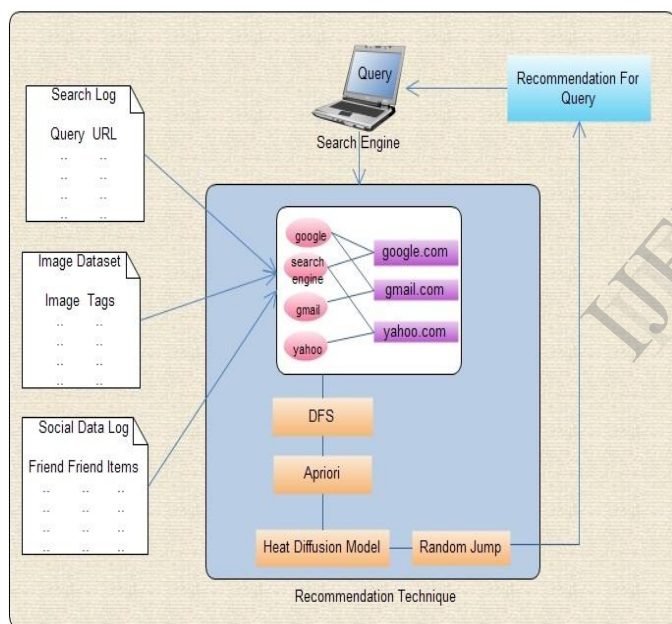 Query
Search Engine
Recommendation For
Query
Search Log
Query URL
.. ..
.. ..
.. ..
.. ..
Image Dataset
Image Tags
.. ..
.. ..
.. ..
.. ..
Social Data Log
Friend Friend Items
.. .. ..
.. .. ..
.. .. ..
.. .. ..
google
search
engine
gmail
yahoo
google.com
gmail.com
yahoo.com
DFS
Apriori
Heat Diffusion Model
Random Jump
Recommendation Technique